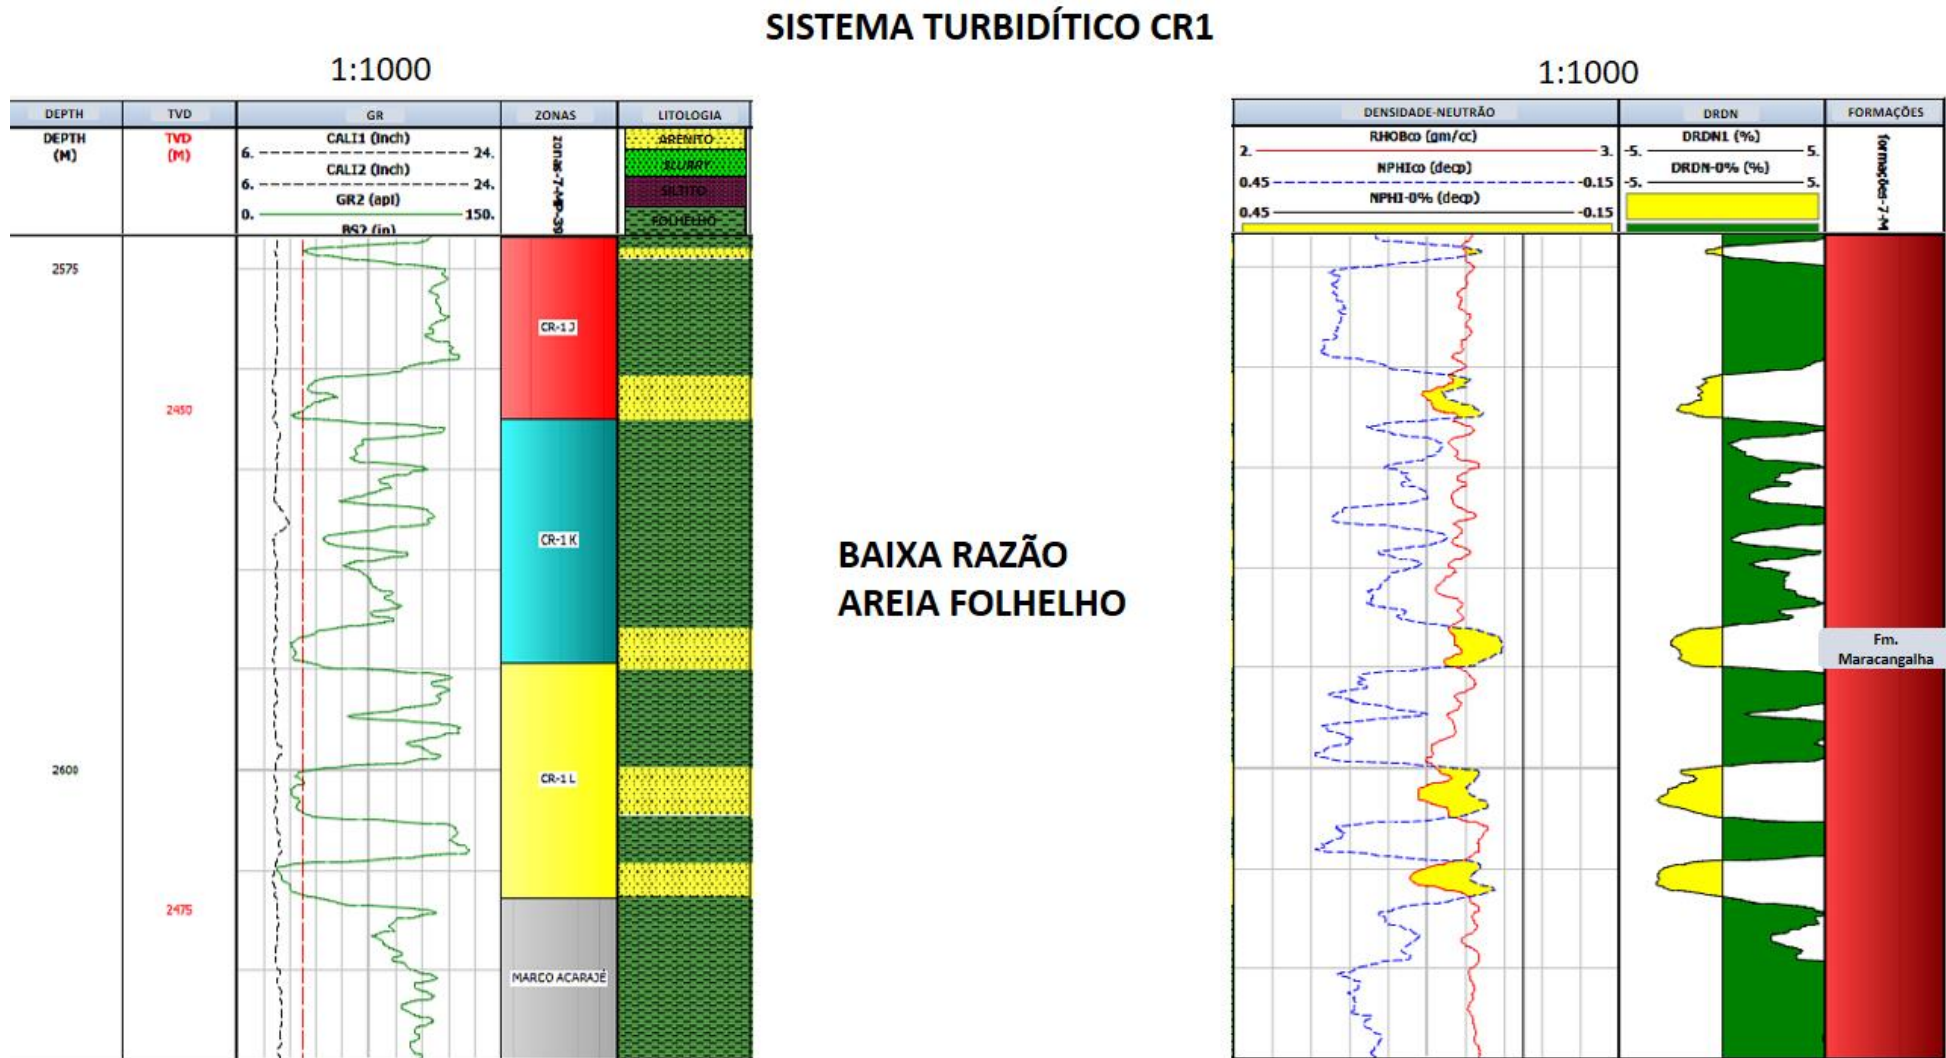 SISTEMA TURBIDÍTICO CR1
1:1000
1:1000
DEPTH
TVD
GR
ZONAS
LITOLOGIA
DEPTH
(M)
TVD
(M)
CALI1 (Inch)
6.
24.
CALI2 (Inch)
6.
24.
GR2 (apI)
0.
150.
BS2 (in)
ARENITO
SLURRY
SILTITO
FOLHELHO
2575
2600
2450
2475
CR-1 J
CR-1 K
CR-1 L
MARCO ACARAJÉ
BAIXA RAZÃO
AREIA FOLHELHO
DENSIDADE-NEUTRÃO
DRDN
FORMAÇÕES
RHOBco (gm/cc)
2.
3.
NPHIco (decp)
0.45
-0.15
NPHI-0% (decp)
0.45
-0.15
DRDN1 (%)
-5.
5.
DRDN-0% (%)
-5.
5.
formações-7-M
Fm.
Maracangalha